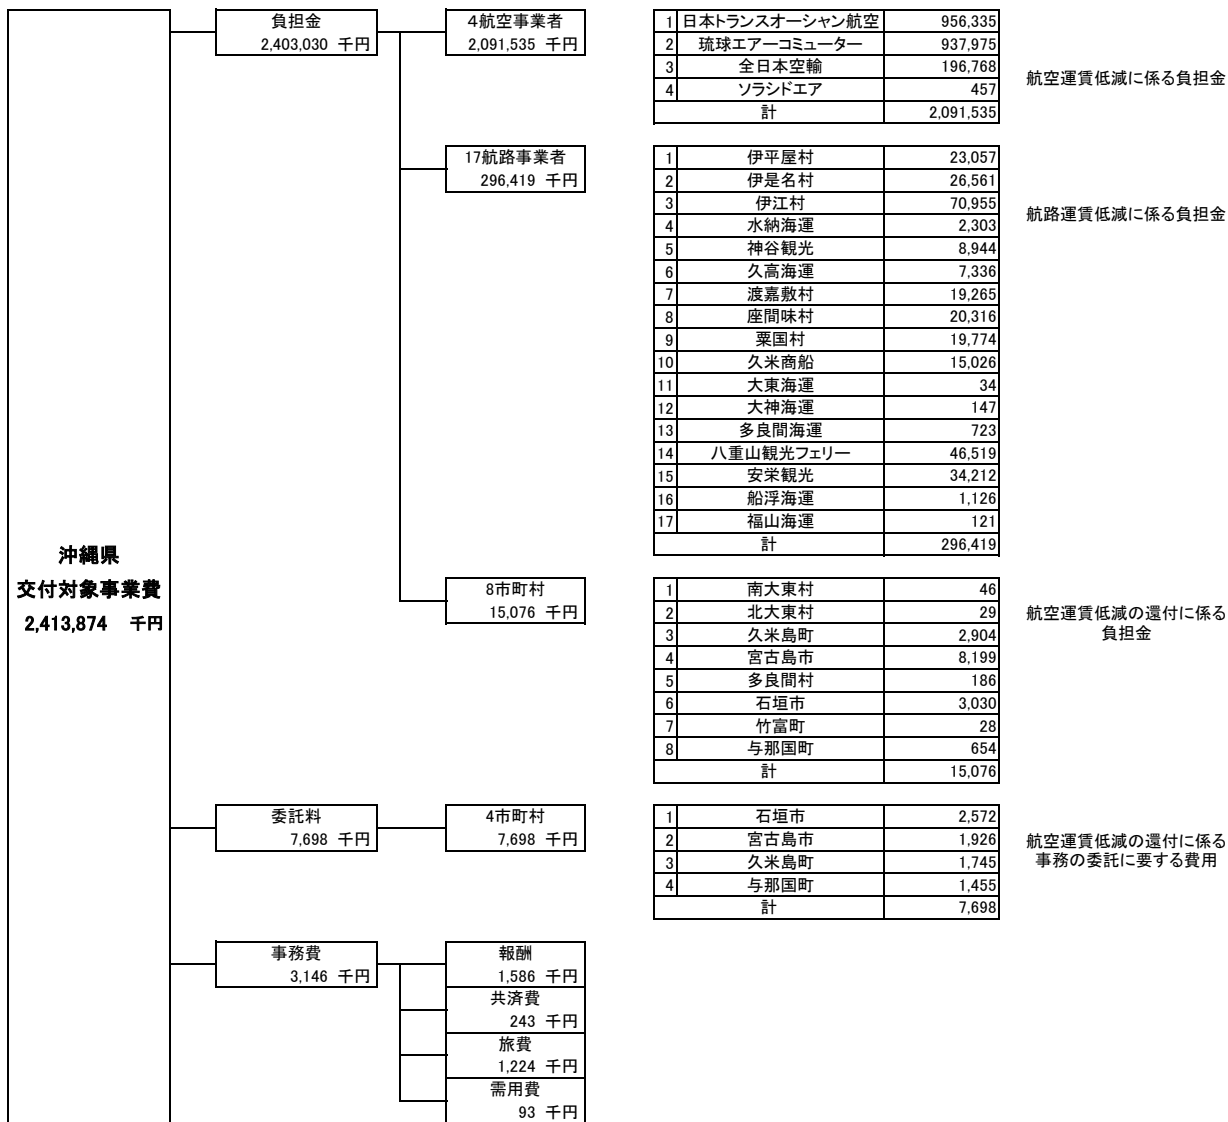 負担金
2,403,030 千円
4航空事業者
2,091,535 千円
1 日本トランスオーシャン航空 956,335
2 琉球エアーコミューター 937,975
3 全日本空輸 196,768
4 ソラシドエア 457
計 2,091,535
航空運賃低減に係る負担金
17航路事業者
296,419 千円
1 伊平屋村 23,057
2 伊是名村 26,561
3 伊江村 70,955
4 水納海運 2,303
5 神谷観光 8,944
6 久高海運 7,336
7 渡嘉敷村 19,265
8 座間味村 20,316
9 粟国村 19,774
10 久米商船 15,026
11 大東海運 34
12 大神海運 147
13 多良間海運 723
14 八重山観光フェリー 46,519
15 安栄観光 34,212
16 船浮海運 1,126
17 福山海運 121
計 296,419
航路運賃低減に係る負担金
沖縄県
交付対象事業費
2,413,874 千円
8市町村
15,076 千円
1 南大東村 46
2 北大東村 29
3 久米島町 2,904
4 宮古島市 8,199
5 多良間村 186
6 石垣市 3,030
7 竹富町 28
8 与那国町 654
計 15,076
航空運賃低減の還付に係る
負担金
委託料
7,698 千円
4市町村
7,698 千円
1 石垣市 2,572
2 宮古島市 1,926
3 久米島町 1,745
4 与那国町 1,455
計 7,698
航空運賃低減の還付に係る
事務の委託に要する費用
事務費
3,146 千円
報酬
1,586 千円
共済費
243 千円
旅費
1,224 千円
需用費
93 千円